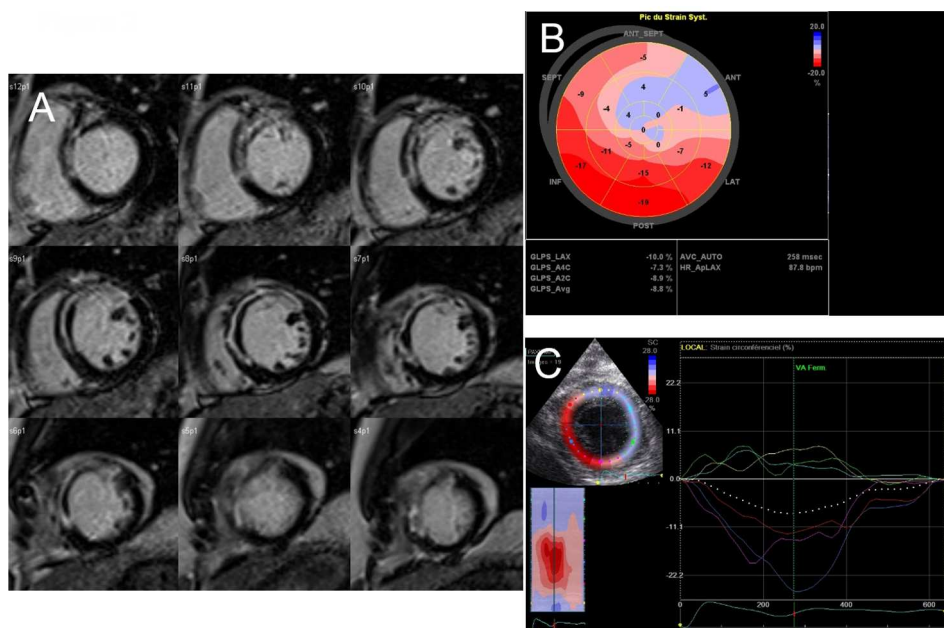 A
s12p1
s11p1
s10p1
s9p1
s8p1
s7p1
s6p1
s5p1
s4p1
B
Pic du Strain Syst.
20.0
-20.0
%
ANT_SEPT
SEPT
ANT
INF
LAT
POST
-5
-9
4
5
-4
-1
4
0
0
-5
0
-11
-7
-17
-12
-15
-19
GLPS_LAX -10.0 % AVC_AUTO 258 msec
GLPS_A4C -7.3 % HR_ApLAX 87.8 bpm
GLPS_A2C -8.9 %
GLPS_Avg -8.8 %
C
SC
28.0
28.0
%
LOCAL: Strain circonférenciel (%)
VA Ferm
22.2
11.1
0.0
-11.1
-22.2
0
200
400
600